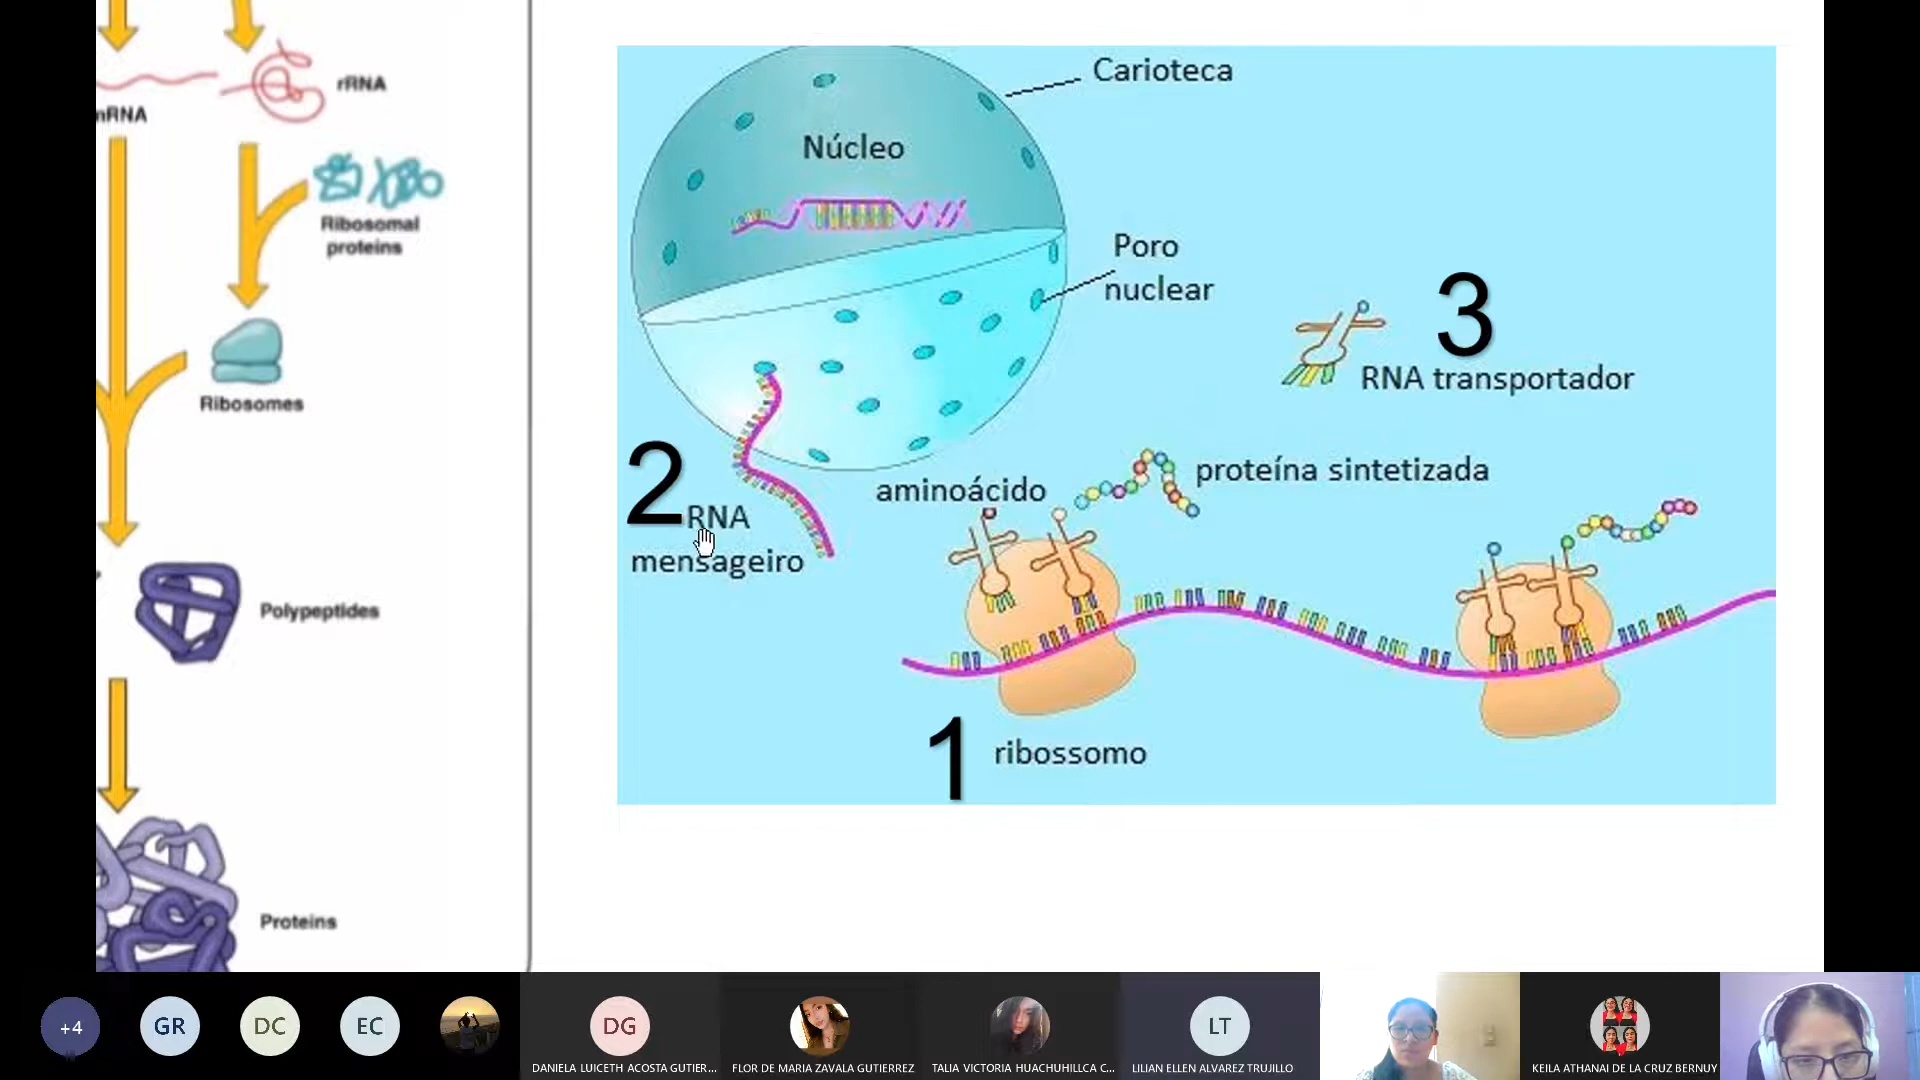 rRNA
nRNA
Ribosomal
proteins
Ribosomes
Polypeptides
Proteins
Carioteca
Núcleo
Poro
nuclear
3
RNA transportador
2
RNA
mensageiro
aminoácido
proteína sintetizada
1
ribossomo
+4
GR
DC
EC
DG
DANIELA LUICETH ACOSTA GUTIER...
FLOR DE MARIA ZAVALA GUTIERREZ
TALIA VICTORIA HUACHUHILLCA C...
LT
LILIAN ELLEN ALVAREZ TRUJILLO
KEILA ATHANAI DE LA CRUZ BERNUY